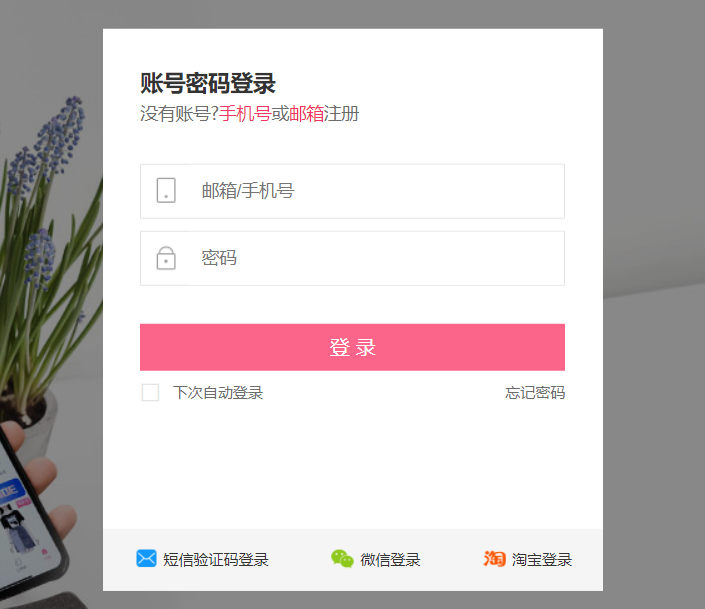 账号密码登录
没有账号?手机号或邮箱注册
邮箱/手机号
密码
登 录
下次自动登录 忘记密码
短信验证码登录 微信登录 淘 淘宝登录